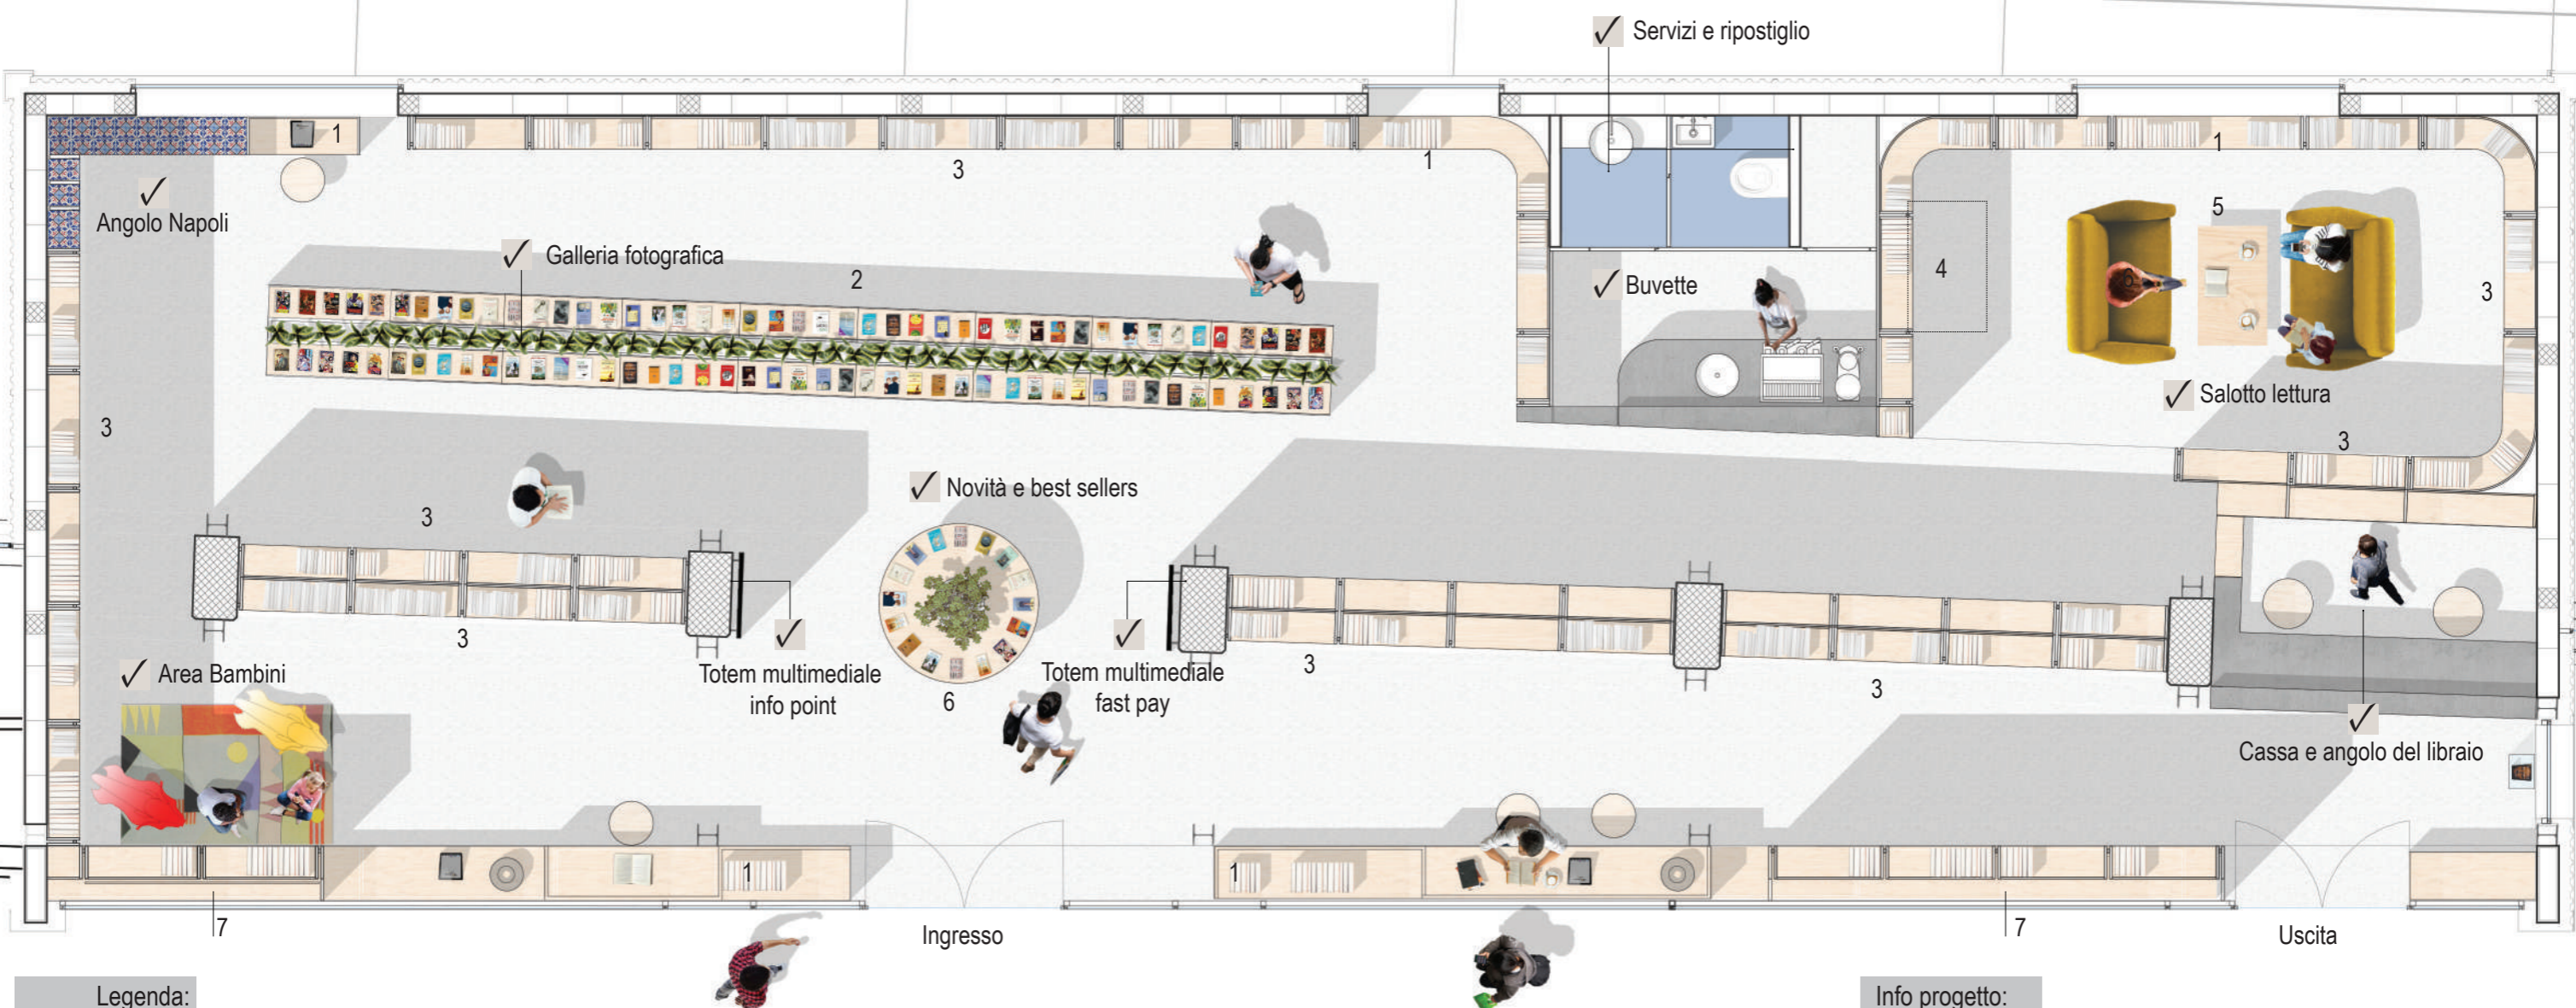 Servizi e ripostiglio
1
3
1
1
Angolo Napoli
5
Galleria fotografica
2
4
3
Buvette
Salotto lettura
3
3
Novità e best sellers
3
3
Area Bambini
Totem multimediale
info point
Totem multimediale
fast pay
3
3
6
Cassa e angolo del libraio
1
1
7
Ingresso
7
Uscita
Legenda:
Info progetto: